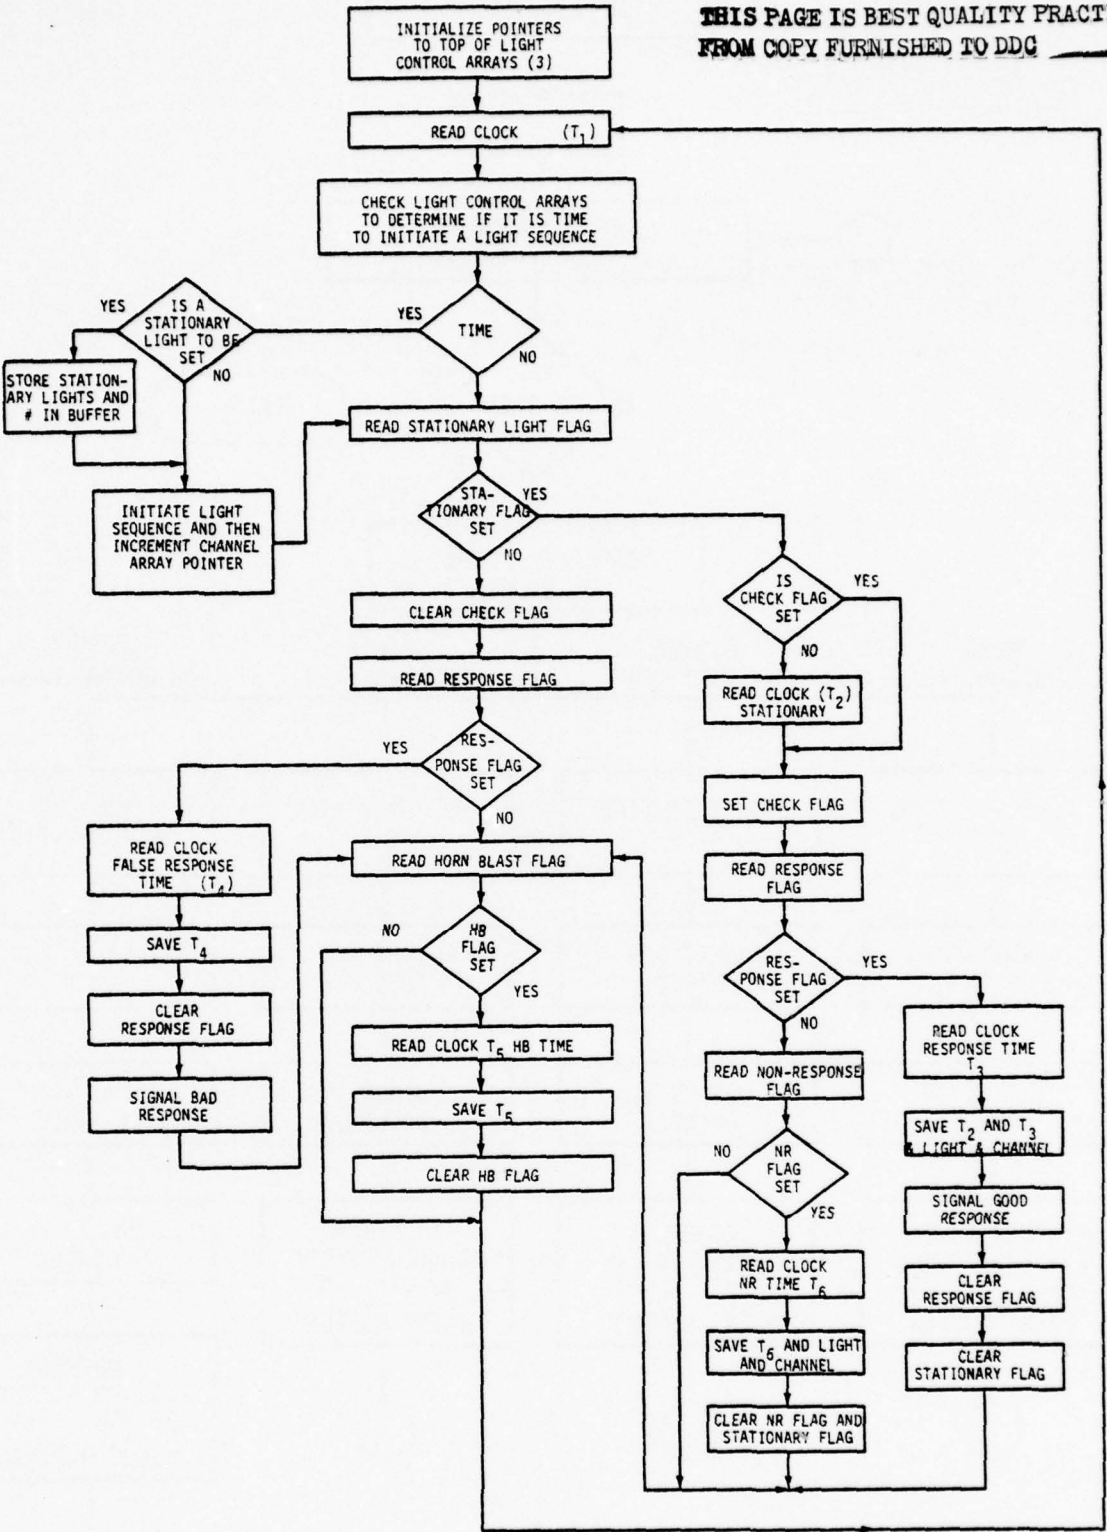 THIS PAGE IS BEST QUALITY PRACT
FROM COPY FURNISHED TO DDC
INITIALIZE POINTERS
TO TOP OF LIGHT
CONTROL ARRAYS (3)
READ CLOCK (T1)
CHECK LIGHT CONTROL ARRAYS
TO DETERMINE IF IT IS TIME
TO INITIATE A LIGHT SEQUENCE
TIME
YES
NO
IS A
STATIONARY
LIGHT TO BE
SET
YES
NO
STORE STATION-
ARY LIGHTS AND
# IN BUFFER
INITIATE LIGHT
SEQUENCE AND THEN
INCREMENT CHANNEL
ARRAY POINTER
READ STATIONARY LIGHT FLAG
STA-
TIONARY FLAG
SET
YES
NO
CLEAR CHECK FLAG
READ RESPONSE FLAG
RES-
PONSE FLAG
SET
YES
NO
READ CLOCK
FALSE RESPONSE
TIME (T4)
SAVE T4
CLEAR
RESPONSE FLAG
SIGNAL BAD
RESPONSE
READ HORN BLAST FLAG
HB
FLAG
SET
NO
YES
READ CLOCK T5 HB TIME
SAVE T5
CLEAR HB FLAG
IS
CHECK FLAG
SET
YES
NO
READ CLOCK (T2)
STATIONARY
SET CHECK FLAG
READ RESPONSE
FLAG
RES-
PONSE FLAG
SET
YES
NO
READ NON-RESPONSE
FLAG
NR
FLAG
SET
NO
YES
READ CLOCK
NR TIME T6
SAVE T6 AND LIGHT
AND CHANNEL
CLEAR NR FLAG AND
STATIONARY FLAG
READ CLOCK
RESPONSE TIME
T3
SAVE T2 AND T3
& LIGHT & CHANNEL
SIGNAL GOOD
RESPONSE
CLEAR
RESPONSE FLAG
CLEAR
STATIONARY FLAG